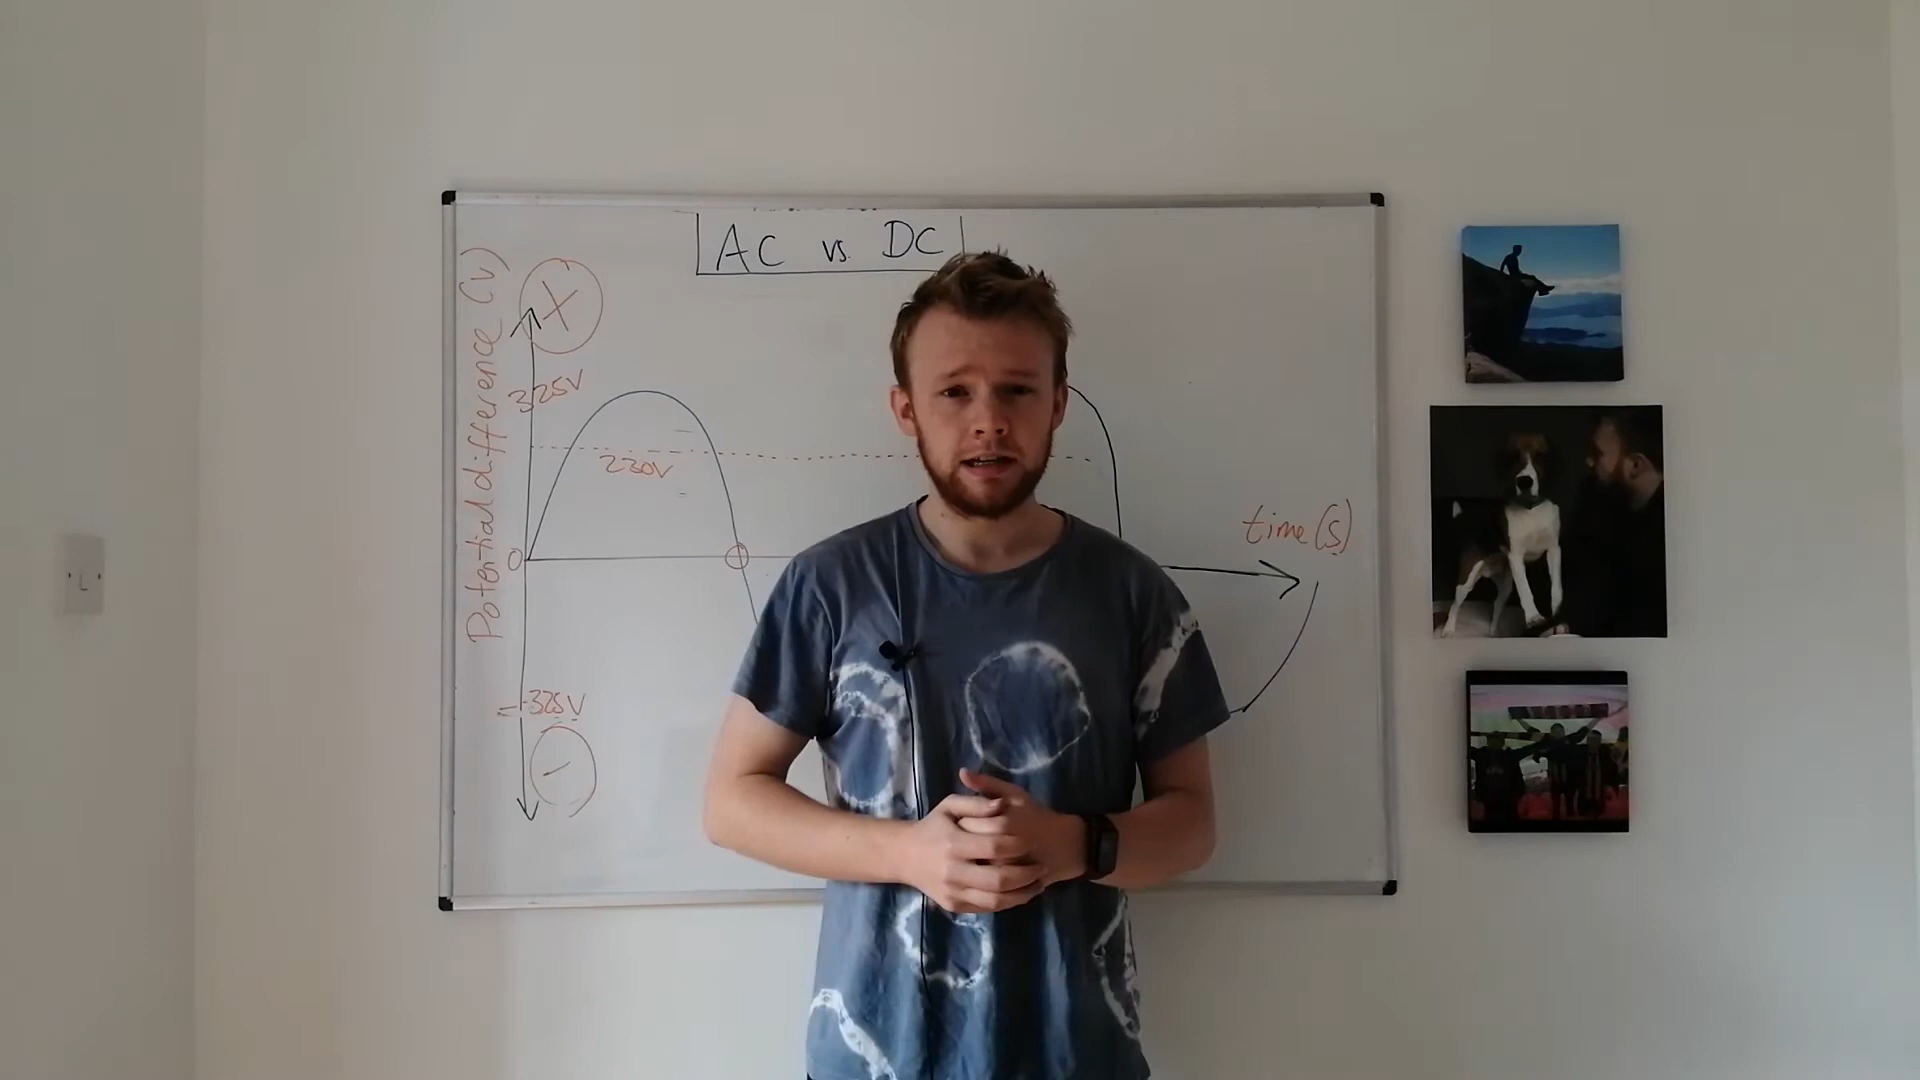 AC vs DC
Potential difference (v)
+
325V
230V
0
time (s)
-325V
-